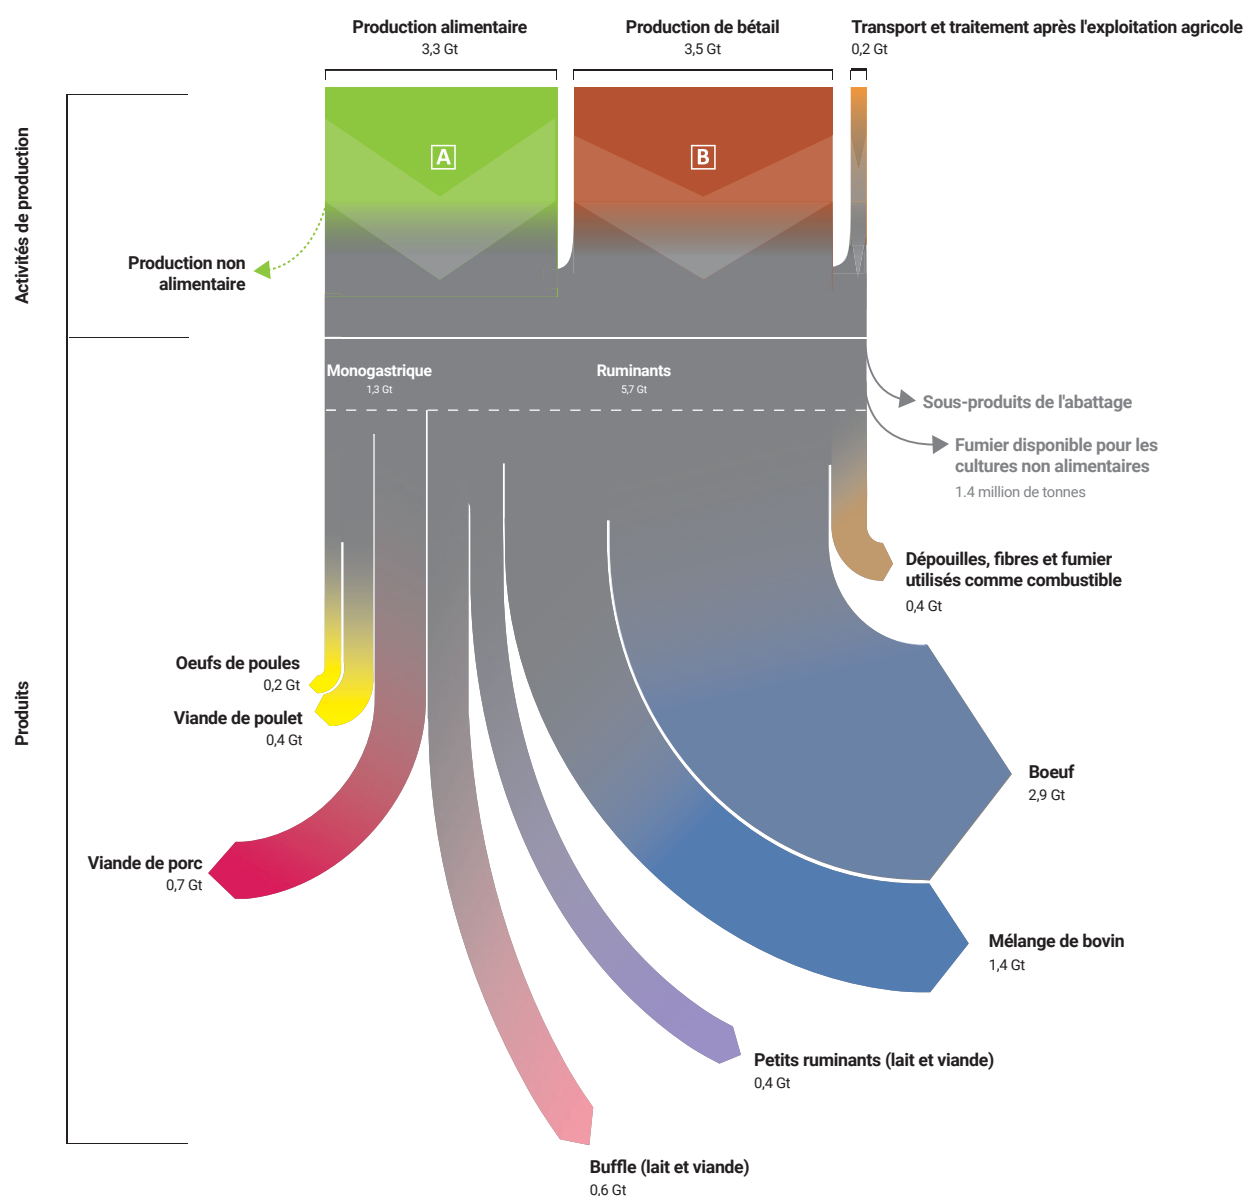 Production alimentaire
3,3 Gt
Production de bétail
3,5 Gt
Transport et traitement après l'exploitation agricole
0,2 Gt
Activités de production
A
B
Production non
alimentaire
Monogastrique
1,3 Gt
Ruminants
5,7 Gt
Sous-produits de l'abattage
Fumier disponible pour les
cultures non alimentaires
1.4 million de tonnes
Dépouilles, fibres et fumier
utilisés comme combustible
0,4 Gt
Produits
Oeufs de poules
0,2 Gt
Viande de poulet
0,4 Gt
Boeuf
2,9 Gt
Viande de porc
0,7 Gt
Mélange de bovin
1,4 Gt
Petits ruminants (lait et viande)
0,4 Gt
Buffle (lait et viande)
0,6 Gt